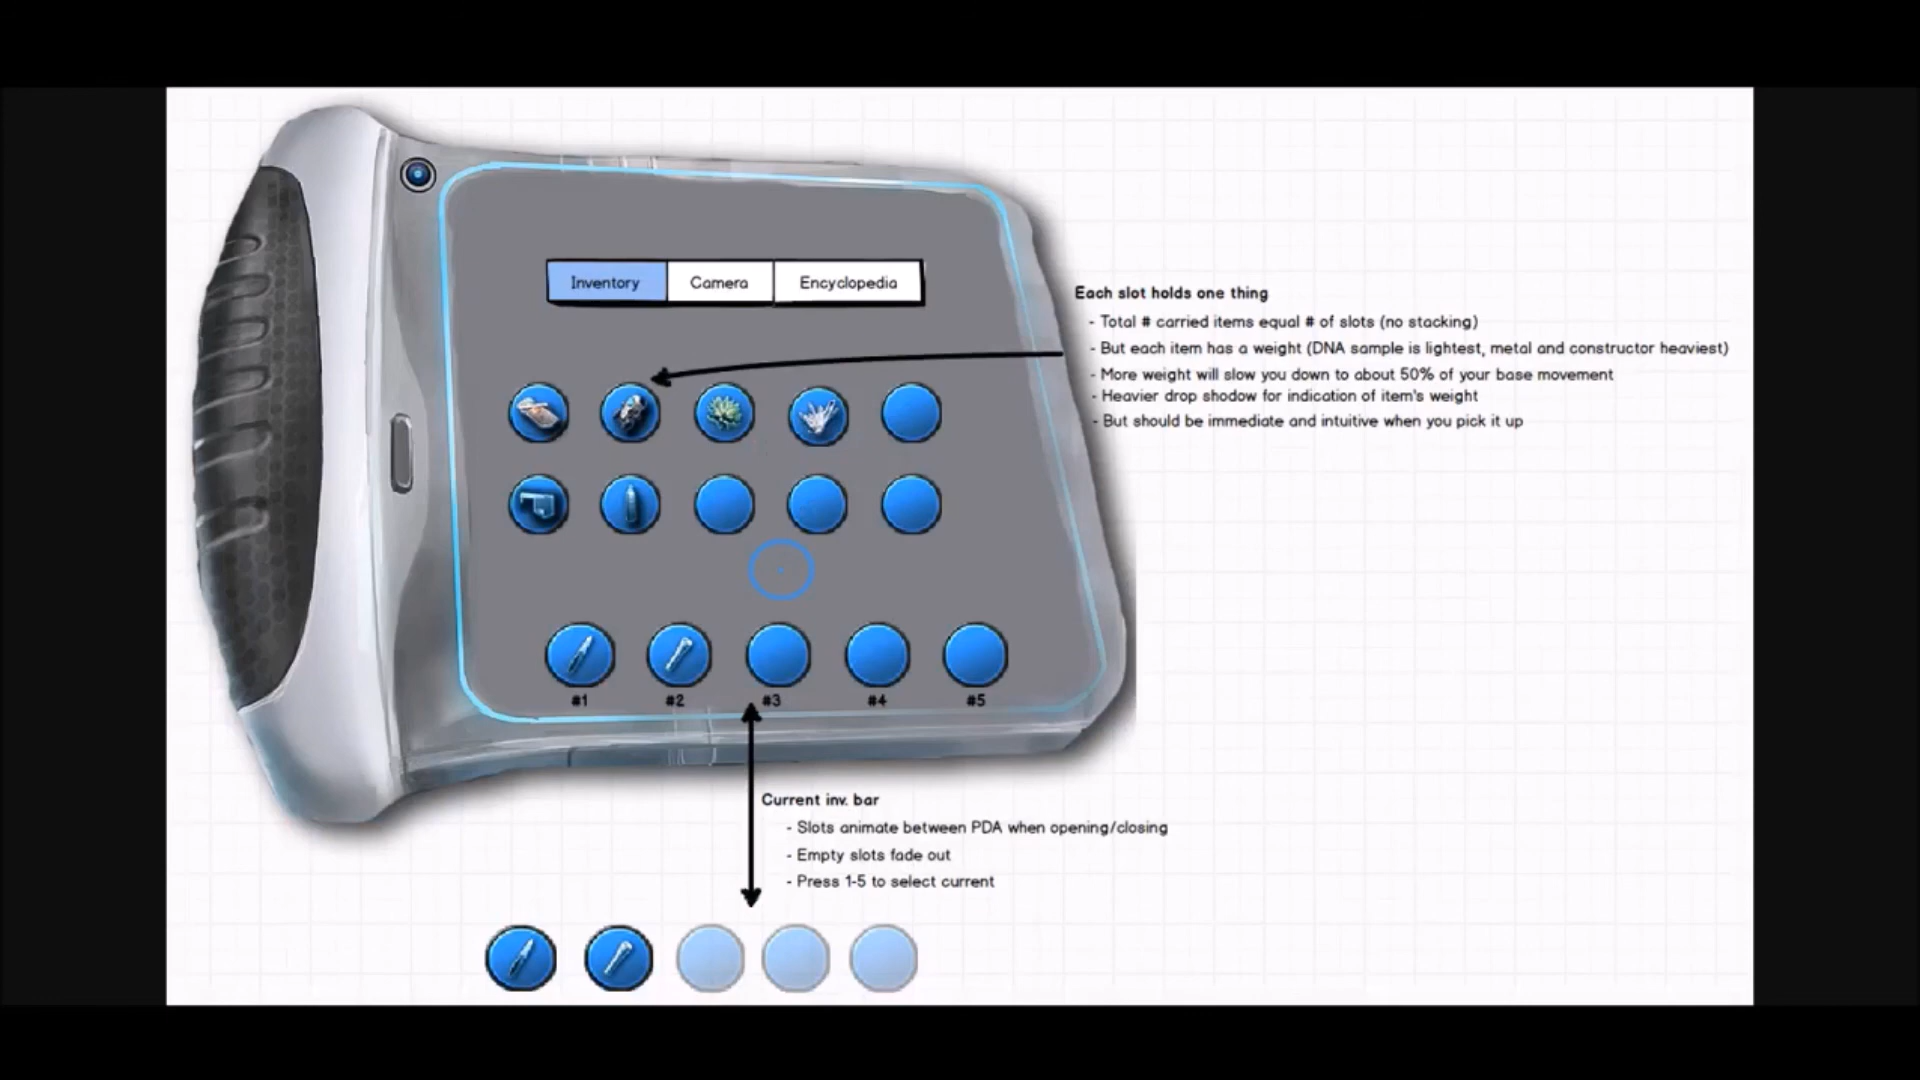 Inventory Camera Encyclopedia
Each slot holds one thing
- Total # carried items equal # of slots (no stacking)
- But each item has a weight (DNA sample is lightest, metal and constructor heaviest)
- More weight will slow you down to about 50% of your base movement
- Heavier drop shodow for indication of item's weight
- But should be immediate and intuitive when you pick it up
#1 #2 #3 #4 #5
Current inv. bar
- Slots animate between PDA when opening/closing
- Empty slots fade out
- Press 1-5 to select current